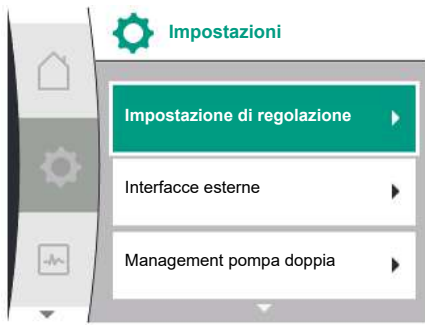 Impostazioni
Impostazione di regolazione
Interfacce esterne
Management pompa doppia